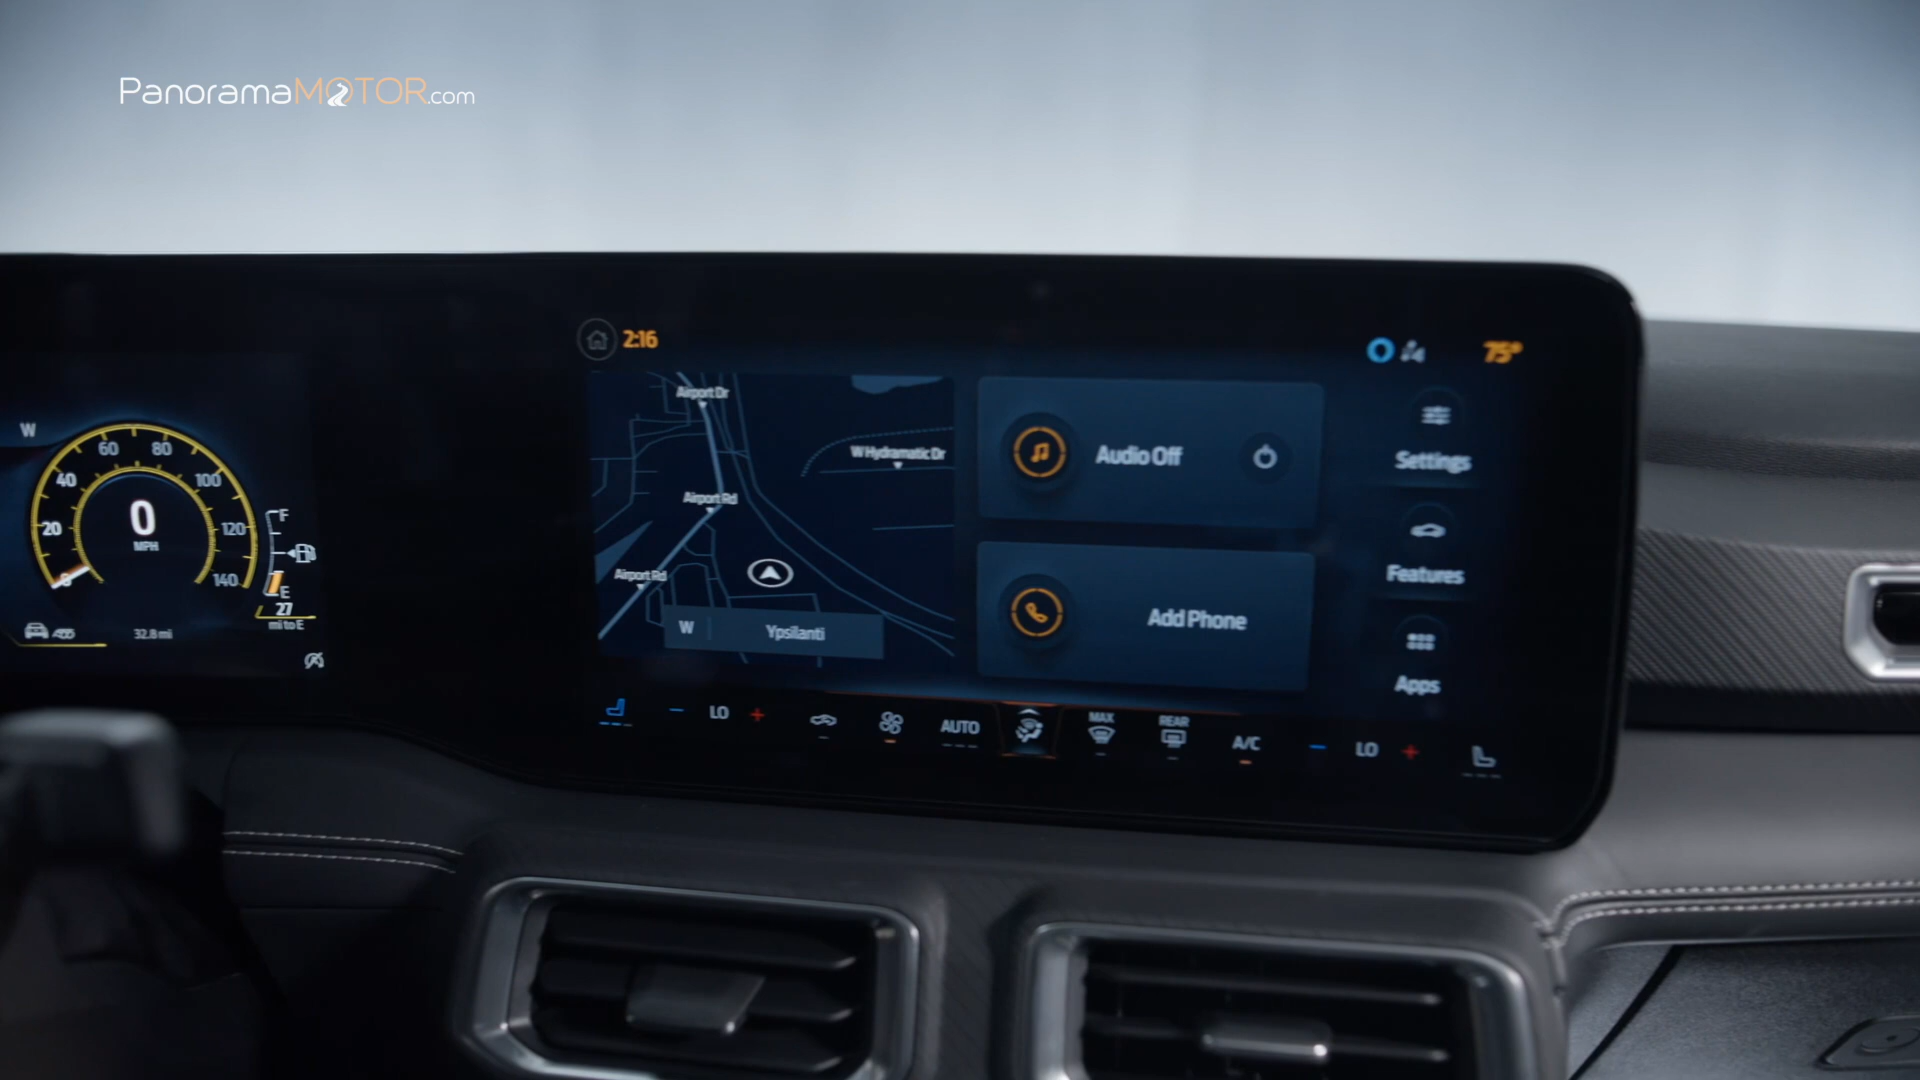 PanoramaMOTOR.com
2:16
75°
Airport Dr
W Hydramatic Dr
Airport Rd
Airport Rd
W Ypsilanti
Audio Off
Add Phone
Settings
Features
Apps
W
0 20 40 60 80 100 120 140
0
MPH
F
E
27
mi to E
32.8 mi
LO
AUTO
MAX
REAR
A/C
LO